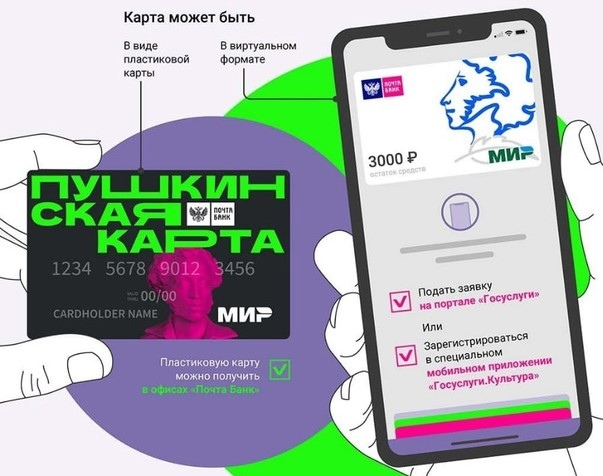 Карта может быть
В виде
пластиковой
карты
В виртуальном
формате
ПУШКИН
СКАЯ
ПОЧТА
БАНК
КАРТА
1234 5678 9012 3456
00/00
CARDHOLDER NAME
МИР
Пластиковую карту
можно получить
в офисах «Почта Банк»
ПОЧТА
БАНК
3000 ₽
остаток средств
МИР
Подать заявку
на портале «Госуслуги»
Или
Зарегистрироваться
в специальном
мобильном приложении
«Госуслуги.Культура»